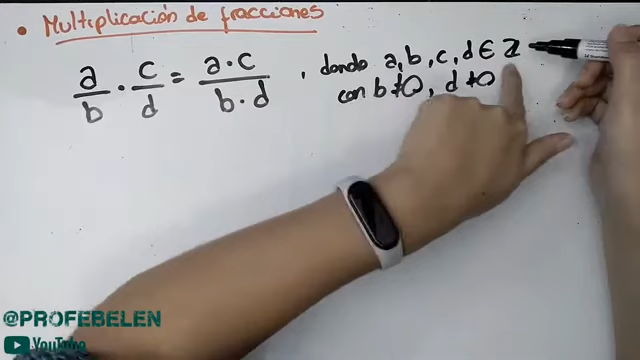 • Multiplicación de fracciones
a/b · c/d = a·c/b·d , donde a, b, c, d ∈ ℤ
con b≠0, d≠0
@PROFEBELEN
YouTube